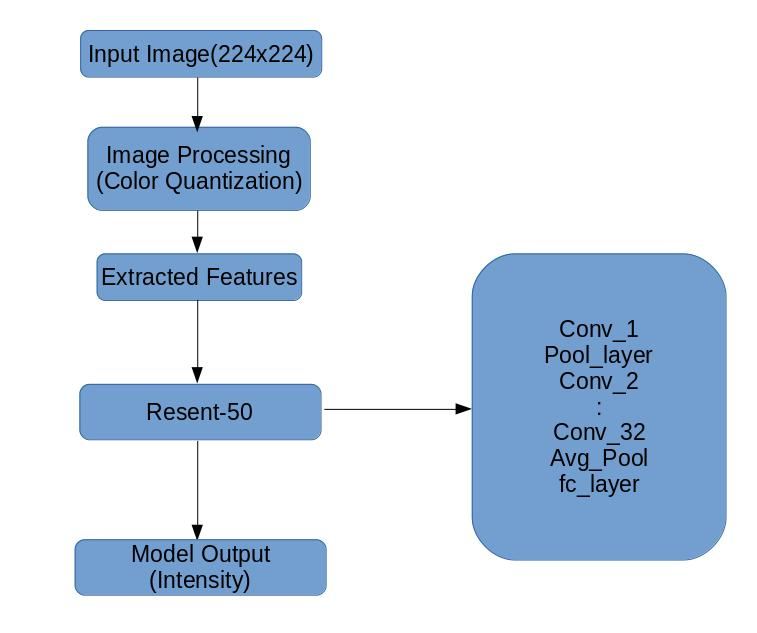 Input Image(224x224)
Image Processing
(Color Quantization)
Extracted Features
Resent-50
Model Output
(Intensity)
Conv_1
Pool_layer
Conv_2
:
Conv_32
Avg_Pool
fc_layer